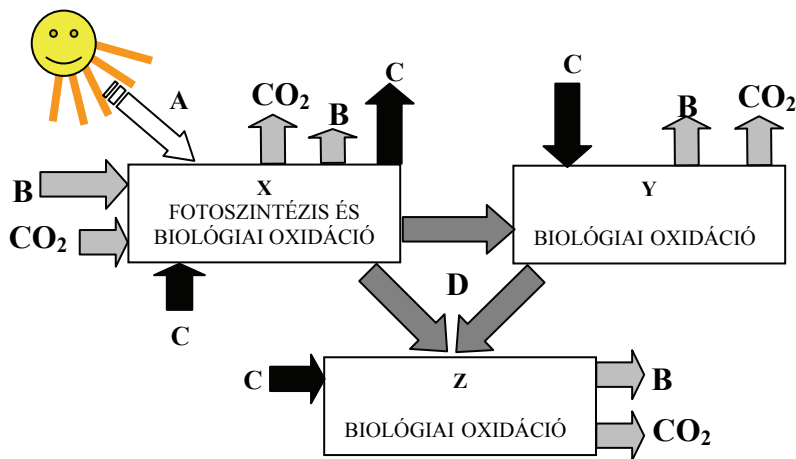 A
CO₂
B
C
C
B
CO₂
B
CO₂
X
FOTOSZINTÉZIS ÉS
BIOLÓGIAI OXIDÁCIÓ
Y
BIOLÓGIAI OXIDÁCIÓ
C
D
C
Z
BIOLÓGIAI OXIDÁCIÓ
B
CO₂